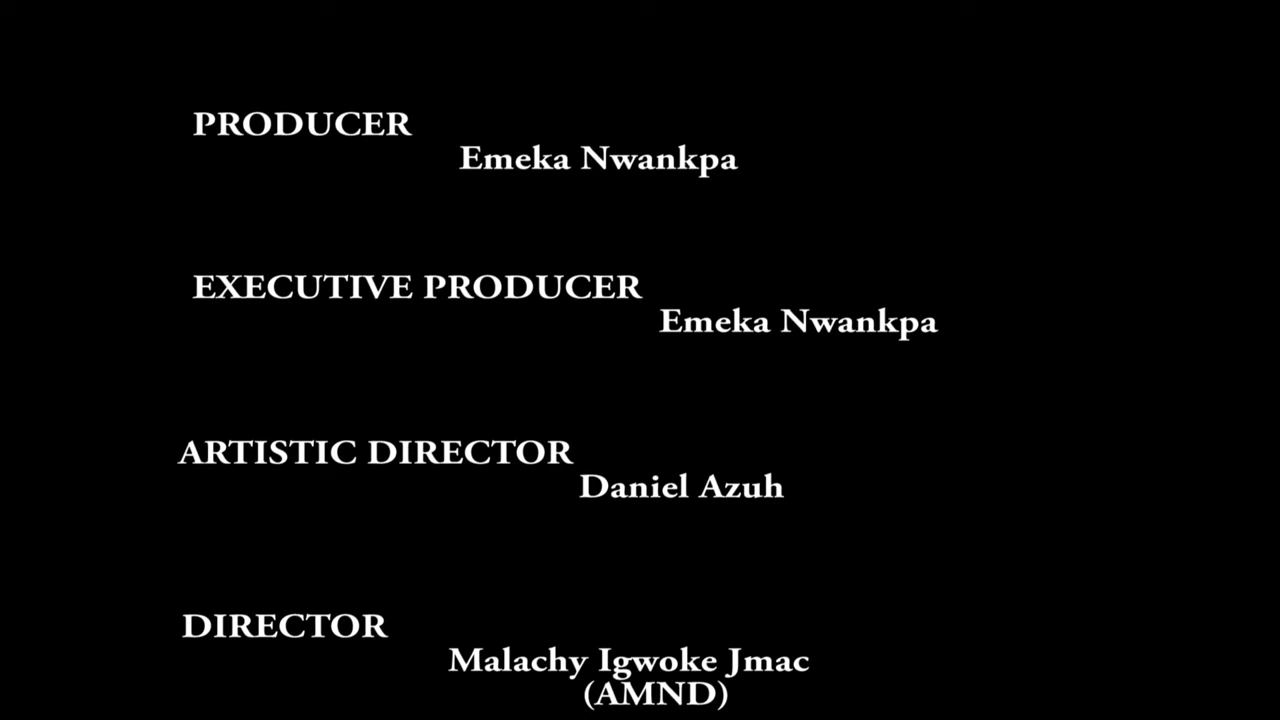 PRODUCER
Emeka Nwankpa
EXECUTIVE PRODUCER
Emeka Nwankpa
ARTISTIC DIRECTOR
Daniel Azuh
DIRECTOR
Malachy Igwoke Jmac
(AMND)